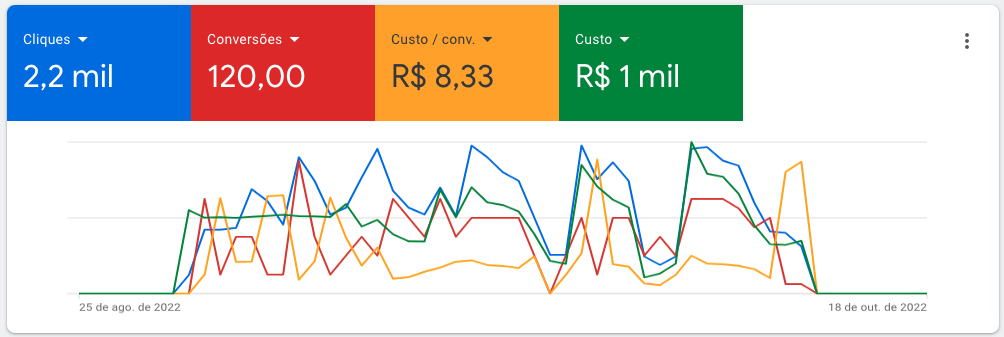 Cliques
2,2 mil
Conversões
120,00
Custo / conv.
R$ 8,33
Custo
R$ 1 mil
25 de ago. de 2022
18 de out. de 2022